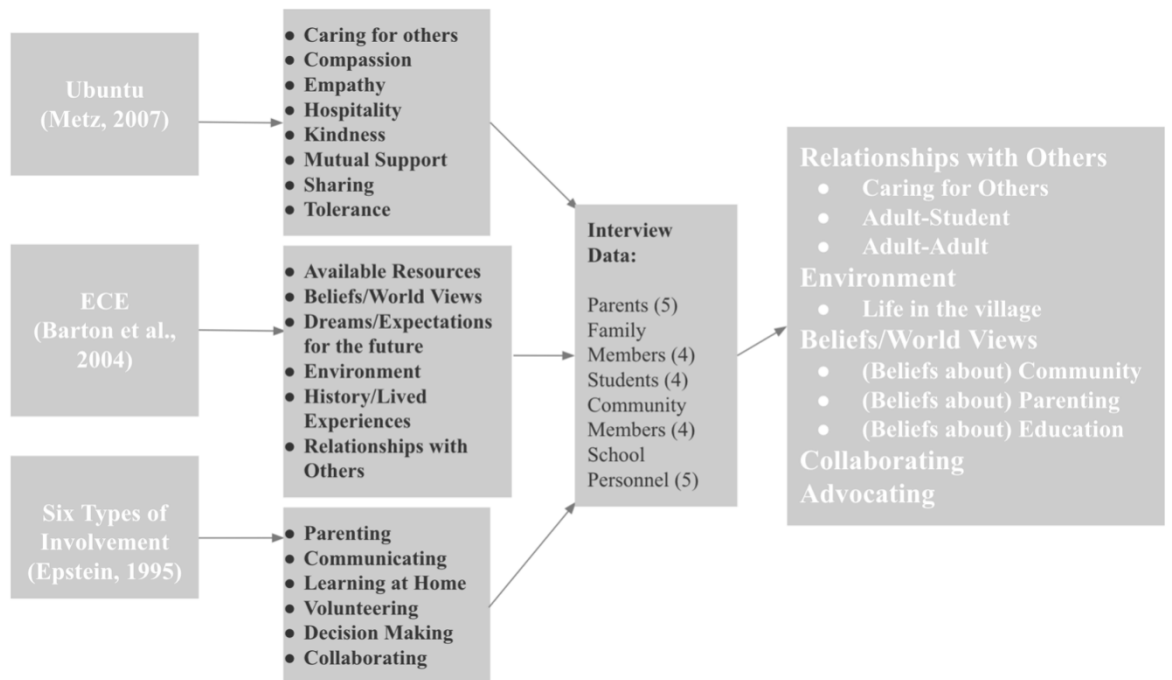 Ubuntu
(Metz, 2007)
● Caring for others
● Compassion
● Empathy
● Hospitality
● Kindness
● Mutual Support
● Sharing
● Tolerance
ECE
(Barton et al.,
2004)
● Available Resources
● Beliefs/World Views
● Dreams/Expectations
for the future
● Environment
● History/Lived
Experiences
● Relationships with
Others
Six Types of
Involvement
(Epstein, 1995)
● Parenting
● Communicating
● Learning at Home
● Volunteering
● Decision Making
● Collaborating
Interview
Data:
Parents (5)
Family
Members (4)
Students (4)
Community
Members (4)
School
Personnel (5)
Relationships with Others
● Caring for Others
● Adult-Student
● Adult-Adult
Environment
● Life in the village
Beliefs/World Views
● (Beliefs about) Community
● (Beliefs about) Parenting
● (Beliefs about) Education
Collaborating
Advocating